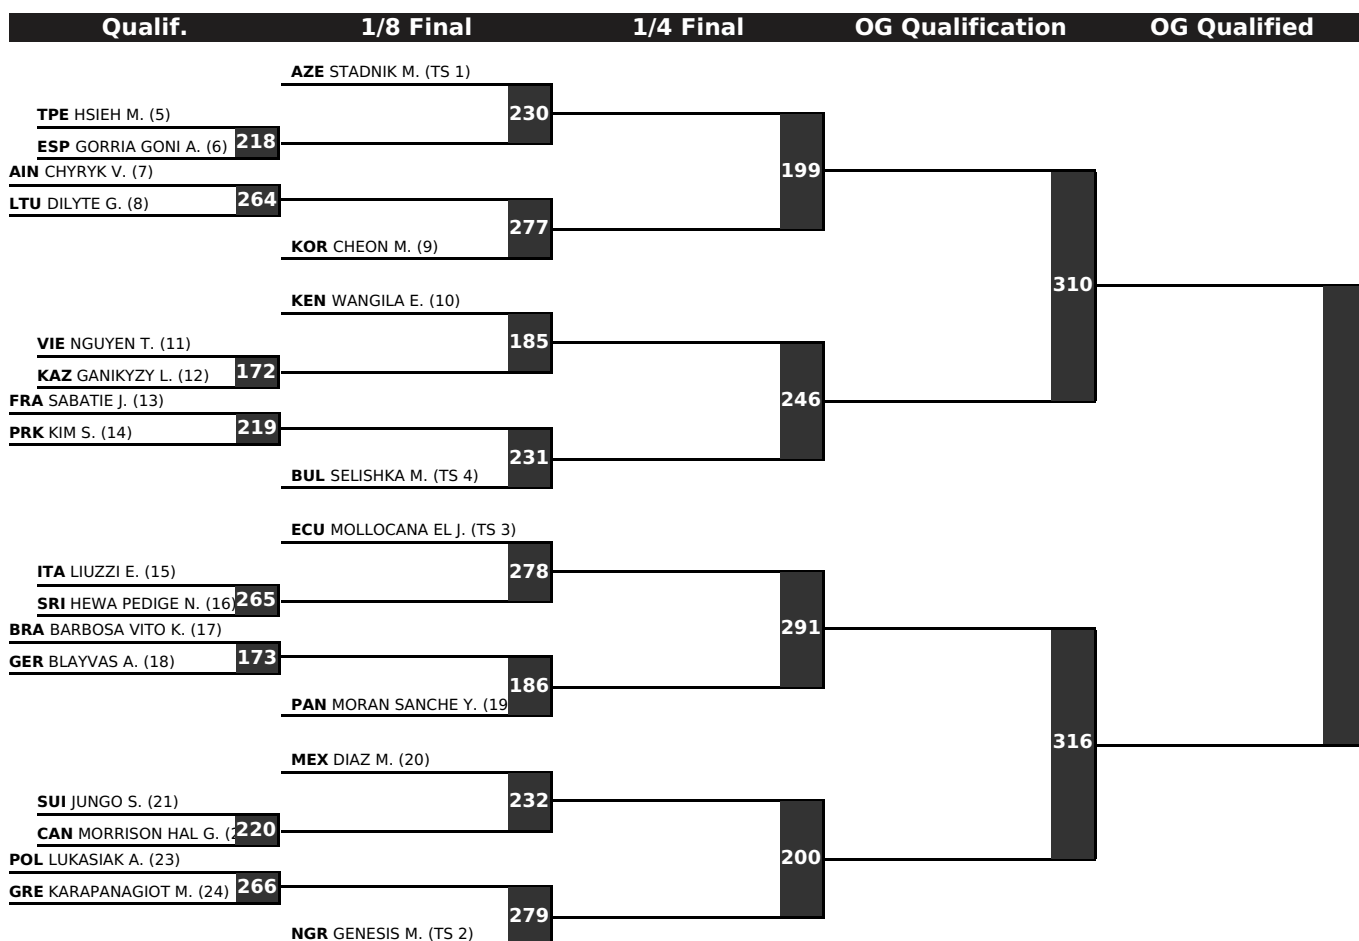 Qualif. 1/8 Final 1/4 Final OG Qualification OG Qualified
AZE STADNIK M. (TS 1)
230
TPE HSIEH M. (5)
ESP GORRIA GONI A. (6) 218
199
AIN CHYRYK V. (7)
LTU DILYTE G. (8) 264
277
KOR CHEON M. (9)
310
KEN WANGILA E. (10)
185
VIE NGUYEN T. (11)
KAZ GANIKYZY L. (12) 172
246
FRA SABATIE J. (13)
PRK KIM S. (14) 219
231
BUL SELISHKA M. (TS 4)
ECU MOLLOCANA EL J. (TS 3)
278
ITA LIUZZI E. (15)
SRI HEWA PEDIGE N. (16) 265
291
BRA BARBOSA VITO K. (17)
GER BLAYVAS A. (18) 173
186
PAN MORAN SANCHE Y. (19
316
MEX DIAZ M. (20)
232
SUI JUNGO S. (21)
CAN MORRISON HAL G. (2 220
200
POL LUKASIAK A. (23)
GRE KARAPANAGIOT M. (24) 266
279
NGR GENESIS M. (TS 2)